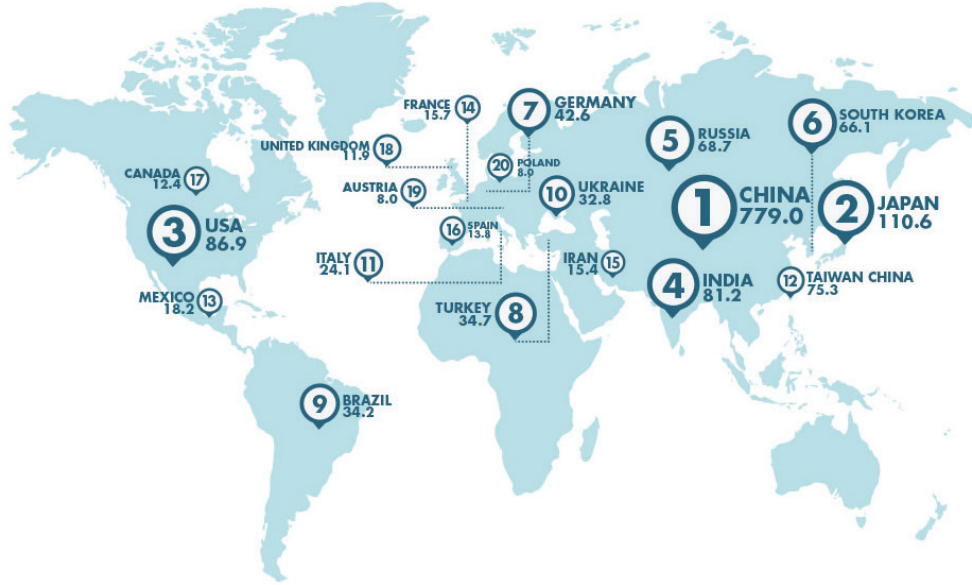 14
FRANCE
15.7
7
GERMANY
42.6
6
SOUTH KOREA
66.1
5
RUSSIA
68.7
18
UNITED KINGDOM
11.9
20
POLAND
8.0
17
CANADA
12.4
19
AUSTRIA
8.0
10
UKRAINE
32.8
1
CHINA
779.0
2
JAPAN
110.6
3
USA
86.9
16
SPAIN
13.8
11
ITALY
24.1
15
IRAN
15.4
4
INDIA
81.2
12
TAIWAN CHINA
75.3
13
MEXICO
18.2
8
TURKEY
34.7
9
BRAZIL
34.2